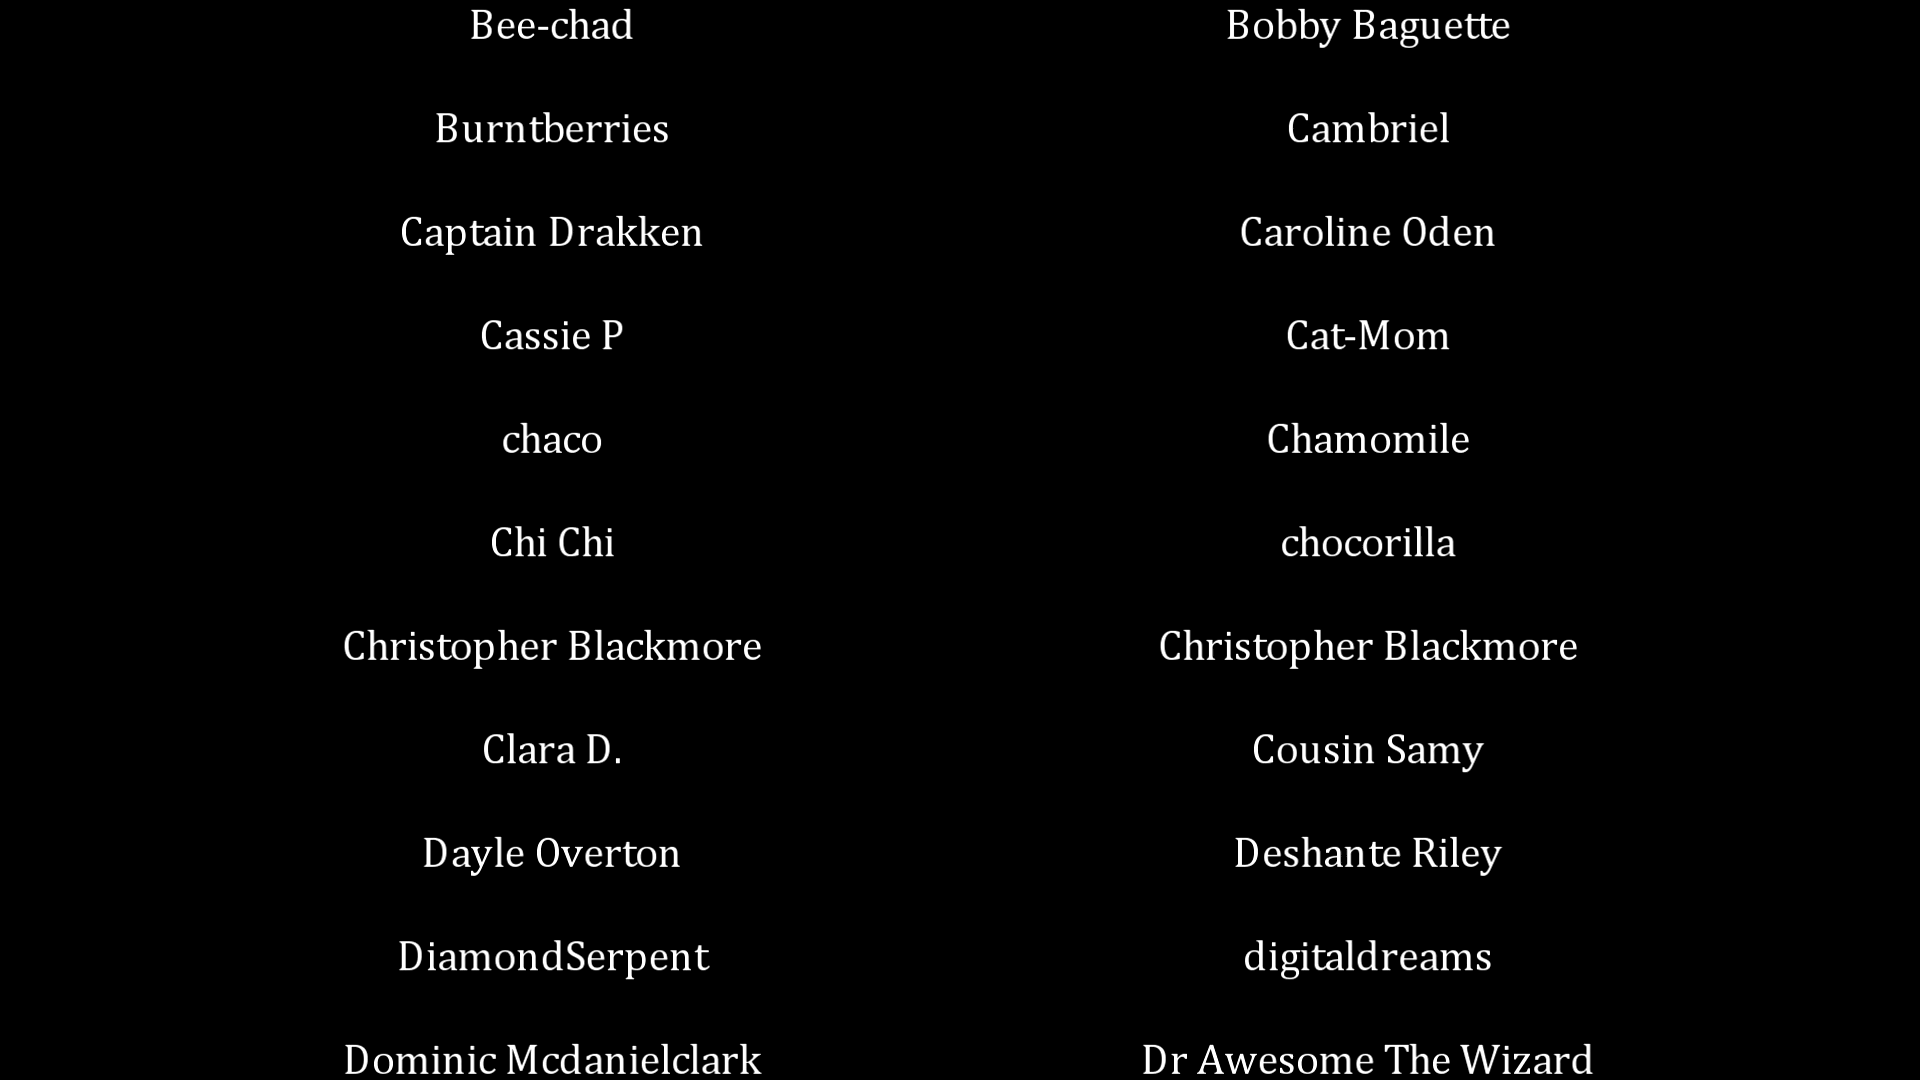 Bee-chad
Bobby Baguette
Burntberries
Cambriel
Captain Drakken
Caroline Oden
Cassie P
Cat-Mom
chaco
Chamomile
Chi Chi
chocorilla
Christopher Blackmore
Christopher Blackmore
Clara D.
Cousin Samy
Dayle Overton
Deshante Riley
DiamondSerpent
digitaldreams
Dominic Mcdanielclark
Dr Awesome The Wizard